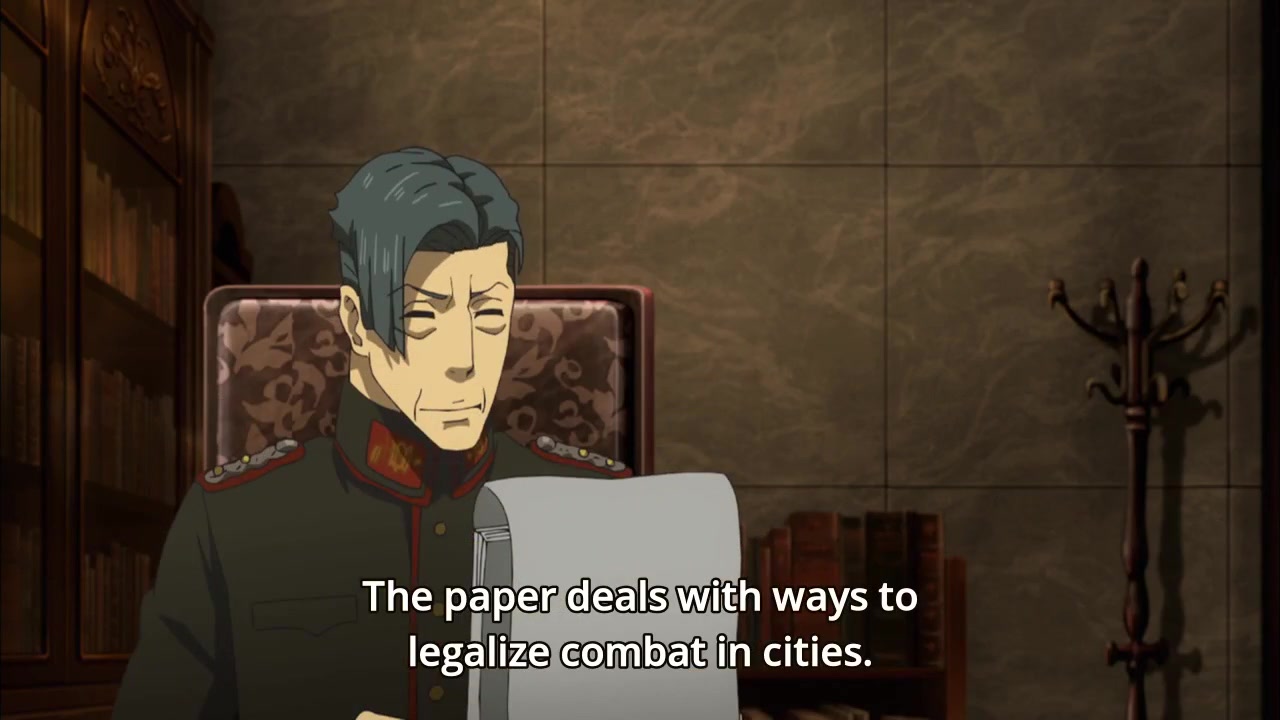 The paper deals with ways to
legalize combat in cities.